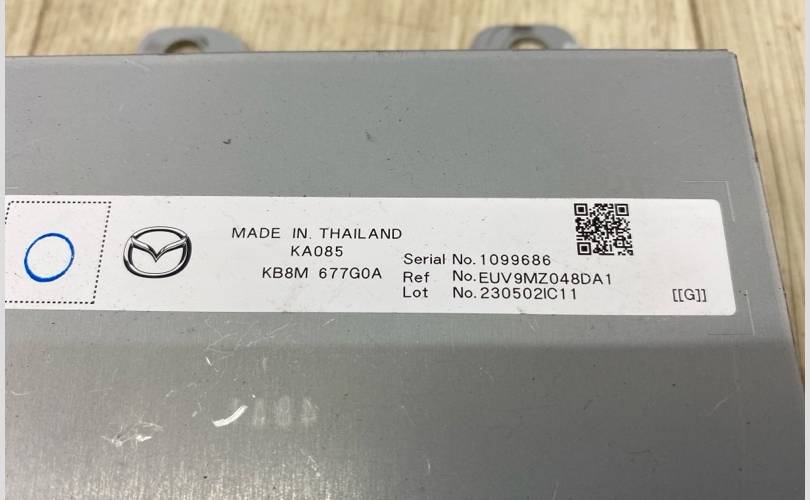 MADE IN. THAILAND
KA085
KB8M 677G0A
Serial No. 1099686
Ref No. EUV9MZ048DA1
Lot No. 230502IC11
[[G]]